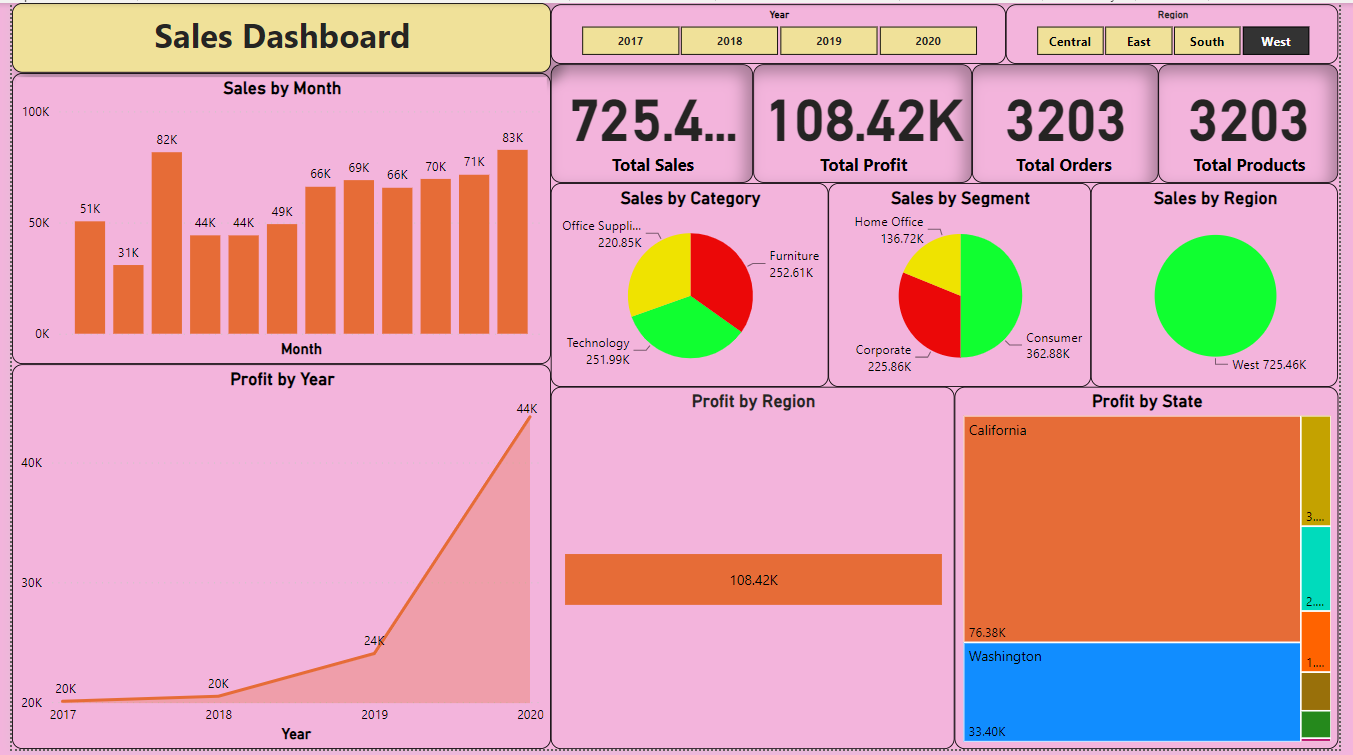 Sales Dashboard
Year
2017
2018
2019
2020
Region
Central
East
South
West
725.4...
Total Sales
108.42K
Total Profit
3203
Total Orders
3203
Total Products
Sales by Month
100K
50K
0K
51K
31K
82K
44K
44K
49K
66K
69K
66K
70K
71K
83K
Month
Sales by Category
Office Suppli...
220.85K
Furniture
252.61K
Technology
251.99K
Sales by Segment
Home Office
136.72K
Consumer
362.88K
Corporate
225.86K
Sales by Region
West 725.46K
Profit by Year
40K
30K
20K
20K
20K
24K
44K
2017
2018
2019
2020
Year
Profit by Region
108.42K
Profit by State
California
76.38K
Washington
33.40K
3....
2....
1....